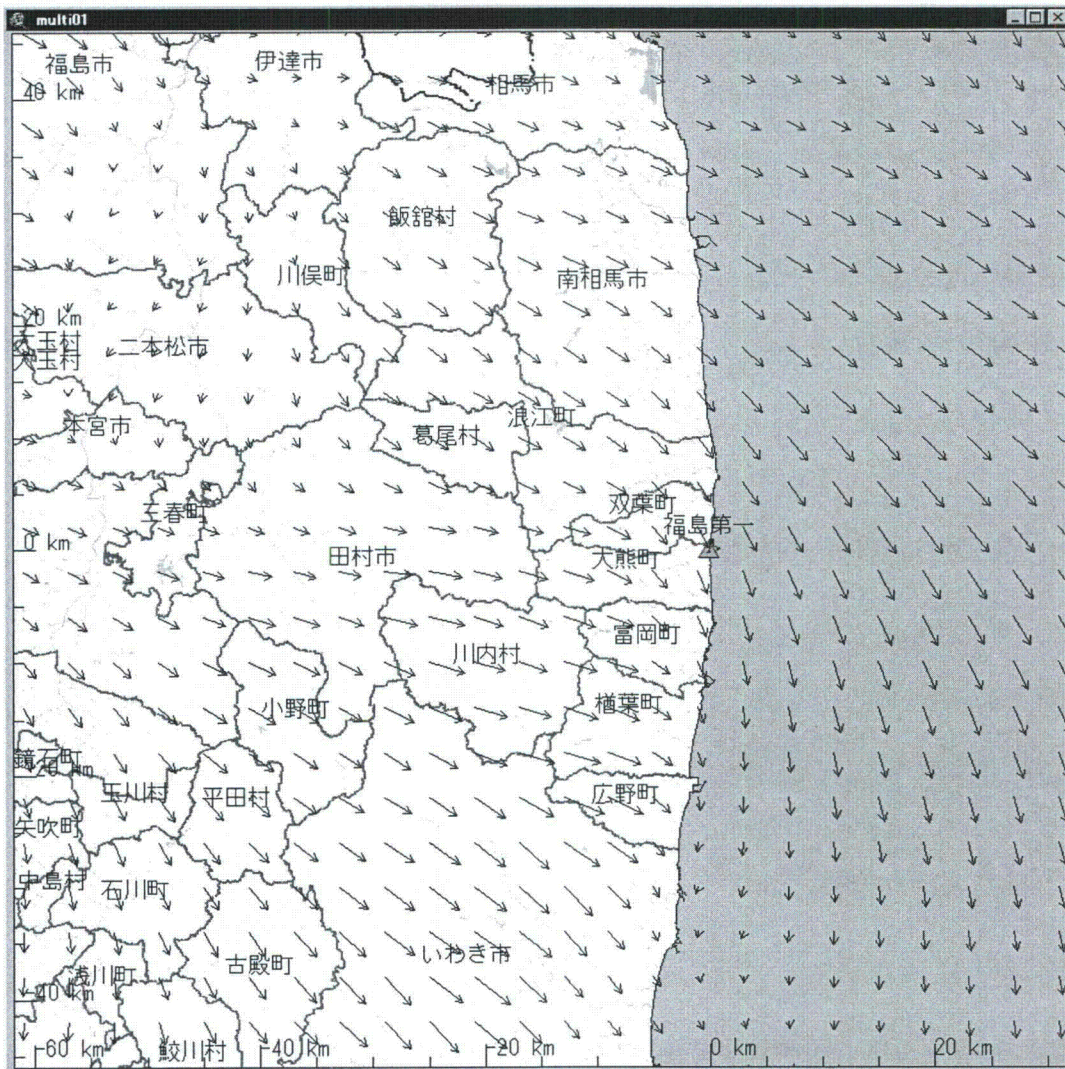 multi01
福島市
伊達市
相馬市
40 km
飯舘村
川俣町
南相馬市
20 km
大玉村
大玉村
二本松市
本宮市
葛尾村
浪江町
双葉町
三春町
福島第一
0 km
田村市
大熊町
富岡町
川内村
小野町
楢葉町
鏡石町
-20 km
玉川村
平田村
広野町
矢吹町
中島村
石川町
古殿町
いわき市
浅川町
-40 km
鮫川村
-60 km
-40 km
-20 km
0 km
20 km